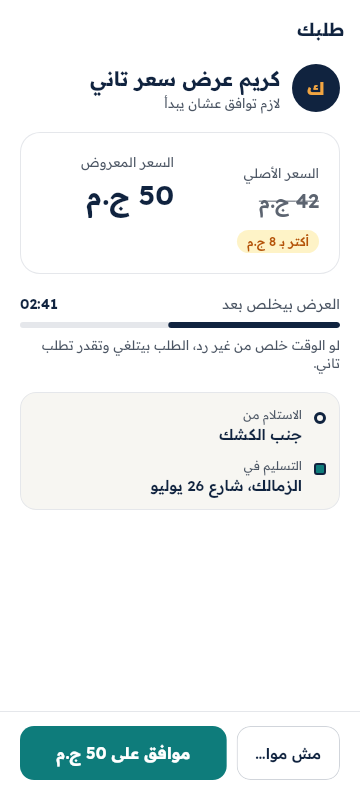 طلبك
ك
كريم عرض سعر تاني
لازم توافق عشان يبدأ
السعر الأصلي
42 ج.م
أكتر بـ 8 ج.م
السعر المعروض
50 ج.م
العرض بيخلص بعد
02:41
لو الوقت خلص من غير رد، الطلب بيتلغي وتقدر تطلب
تاني.
الاستلام من
جنب الكشك
التسليم في
الزمالك، شارع 26 يوليو
مش موا...
موافق على 50 ج.م